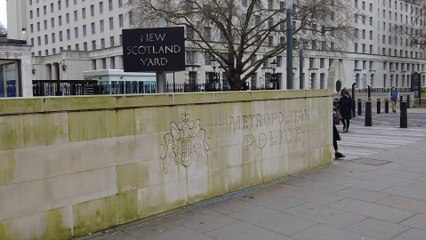 NEW
SCOTLAND
YARD
METROPOLITAN
POLICE